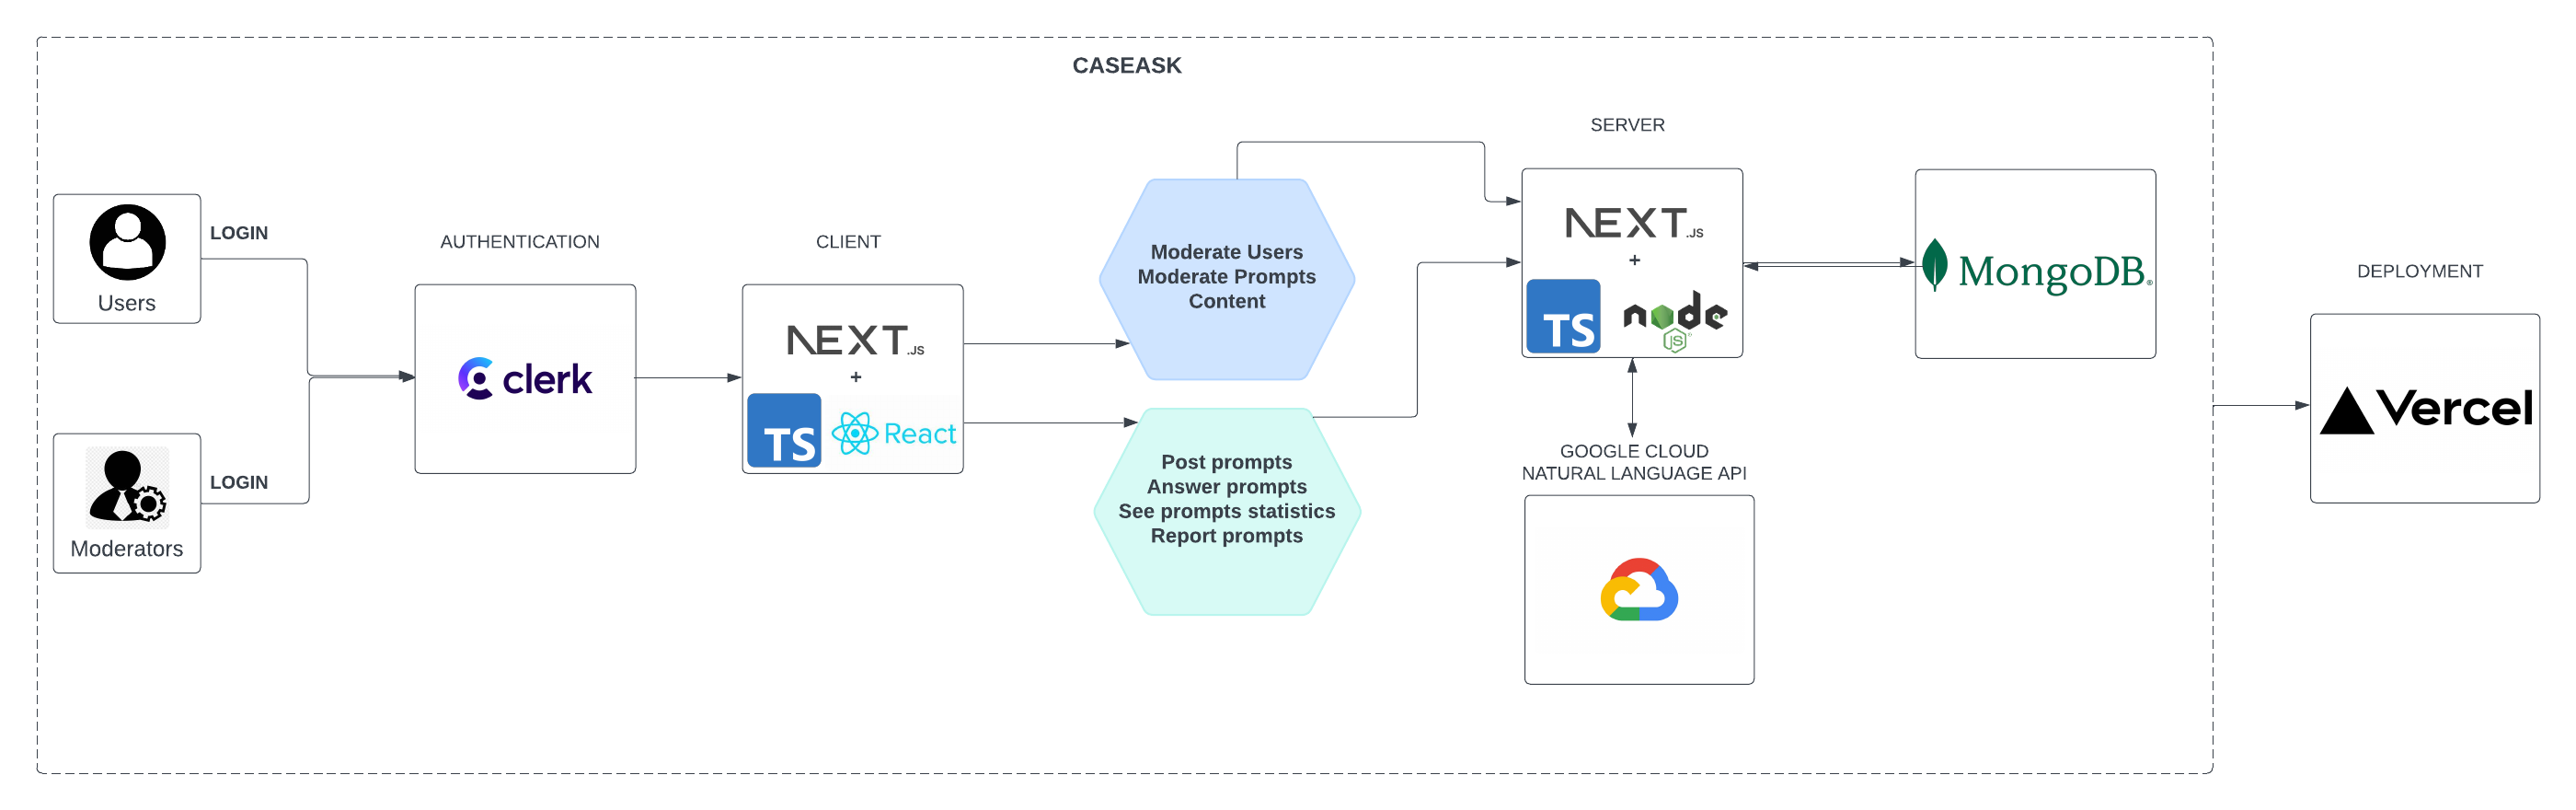 CASEASK
Users
LOGIN
Moderators
LOGIN
AUTHENTICATION
clerk
CLIENT
NEXT.JS
+
TS
React
Moderate Users
Moderate Prompts
Content
Post prompts
Answer prompts
See prompts statistics
Report prompts
SERVER
NEXT.JS
+
TS
node
JS
GOOGLE CLOUD
NATURAL LANGUAGE API
MongoDB®
DEPLOYMENT
Vercel